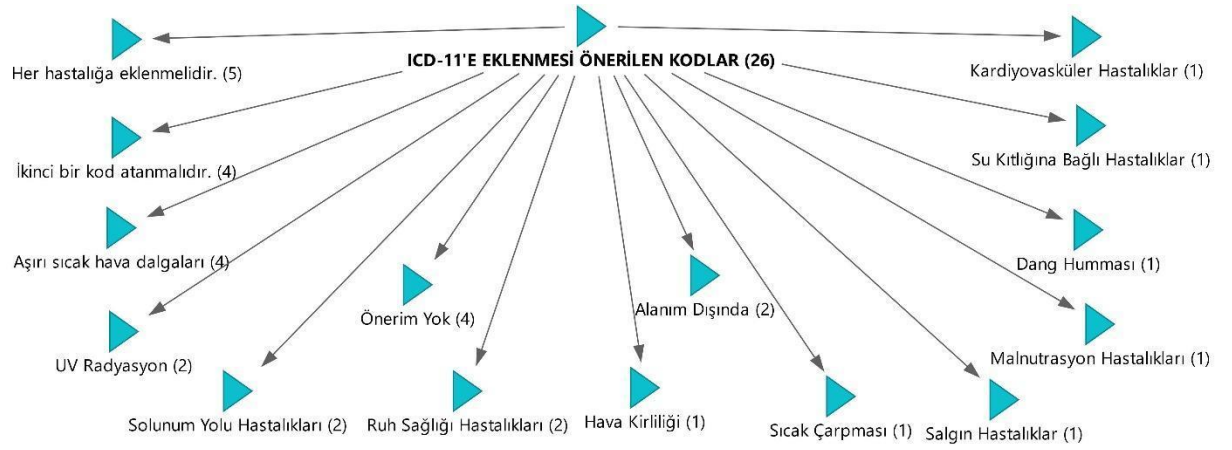 ICD-11'E EKLENMESİ ÖNERİLEN KODLAR (26)
Her hastalığa eklenmelidir. (5)
Kardiyovasküler Hastalıklar (1)
İkinci bir kod atanmalıdır. (4)
Su Kıtlığına Bağlı Hastalıklar (1)
Aşırı sıcak hava dalgaları (4)
Dang Humması (1)
Önerim Yok (4)
Alanım Dışında (2)
UV Radyasyon (2)
Malnutrasyon Hastalıkları (1)
Solunum Yolu Hastalıkları (2)
Ruh Sağlığı Hastalıkları (2)
Hava Kirliliği (1)
Sıcak Çarpması (1)
Salgın Hastalıklar (1)